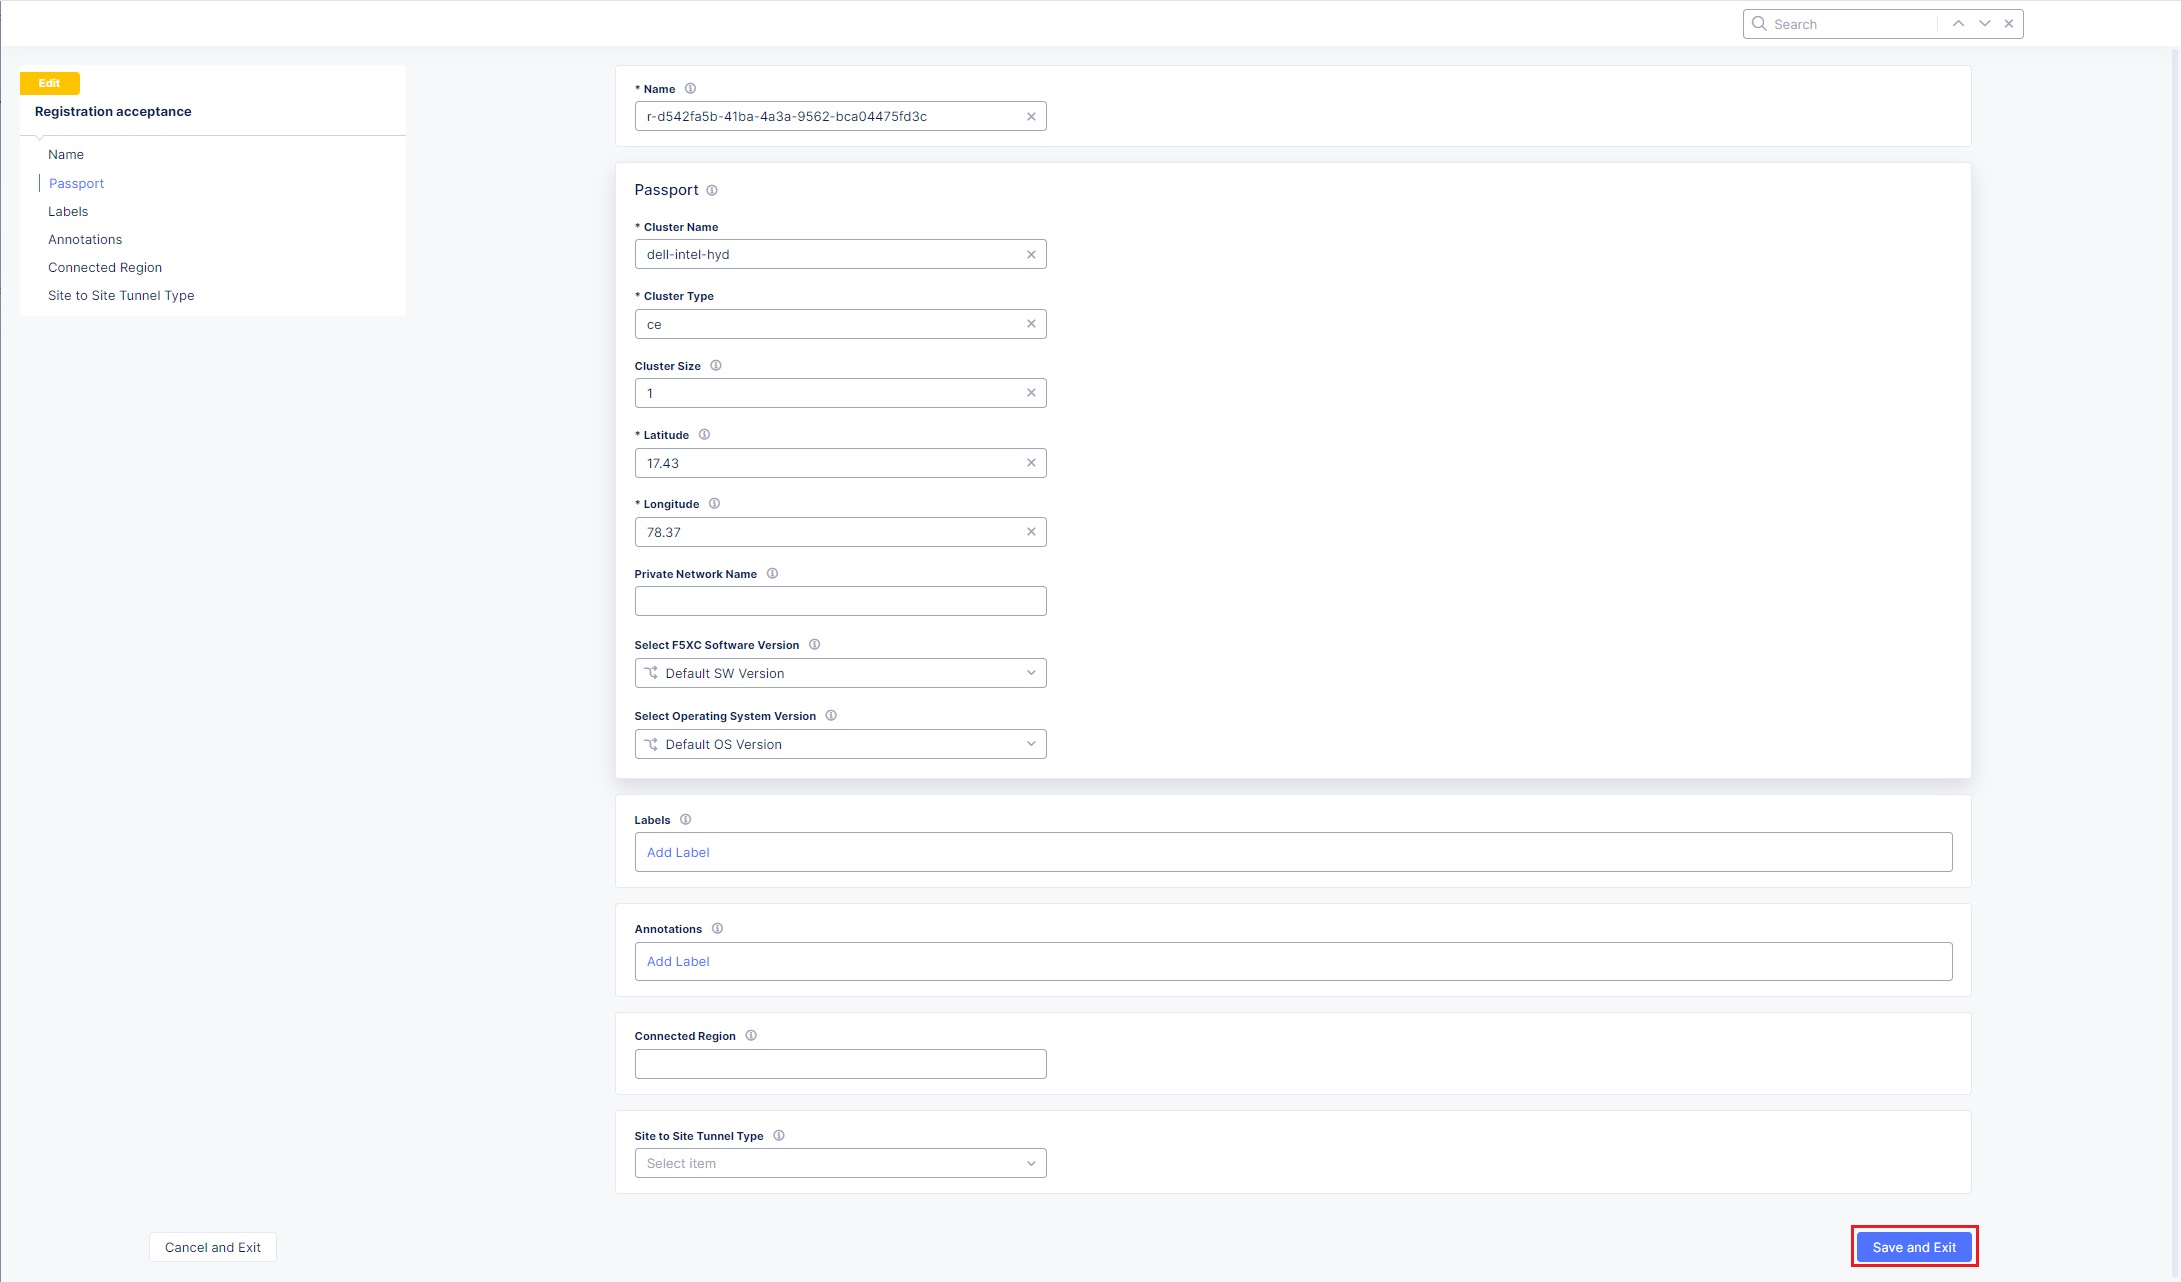 Search
Edit
Registration acceptance
Name
Passport
Labels
Annotations
Connected Region
Site to Site Tunnel Type
* Name
r-d542fa5b-41ba-4a3a-9562-bca04475fd3c
Passport
* Cluster Name
dell-intel-hyd
* Cluster Type
ce
Cluster Size
1
* Latitude
17.43
* Longitude
78.37
Private Network Name
Select F5XC Software Version
Default SW Version
Select Operating System Version
Default OS Version
Labels
Add Label
Annotations
Add Label
Connected Region
Site to Site Tunnel Type
Select item
Cancel and Exit
Save and Exit